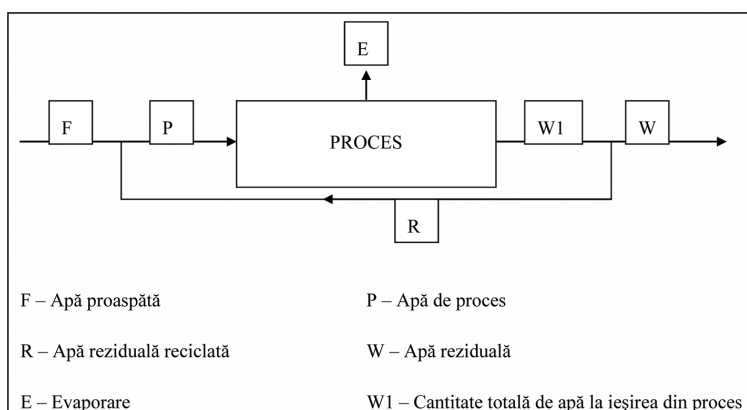 E
F P PROCES W1 W
R
F – Apă proaspătă P – Apă de proces
R – Apă reziduală reciclată W – Apă reziduală
E – Evaporare W1 – Cantitate totală de apă la ieșirea din proces